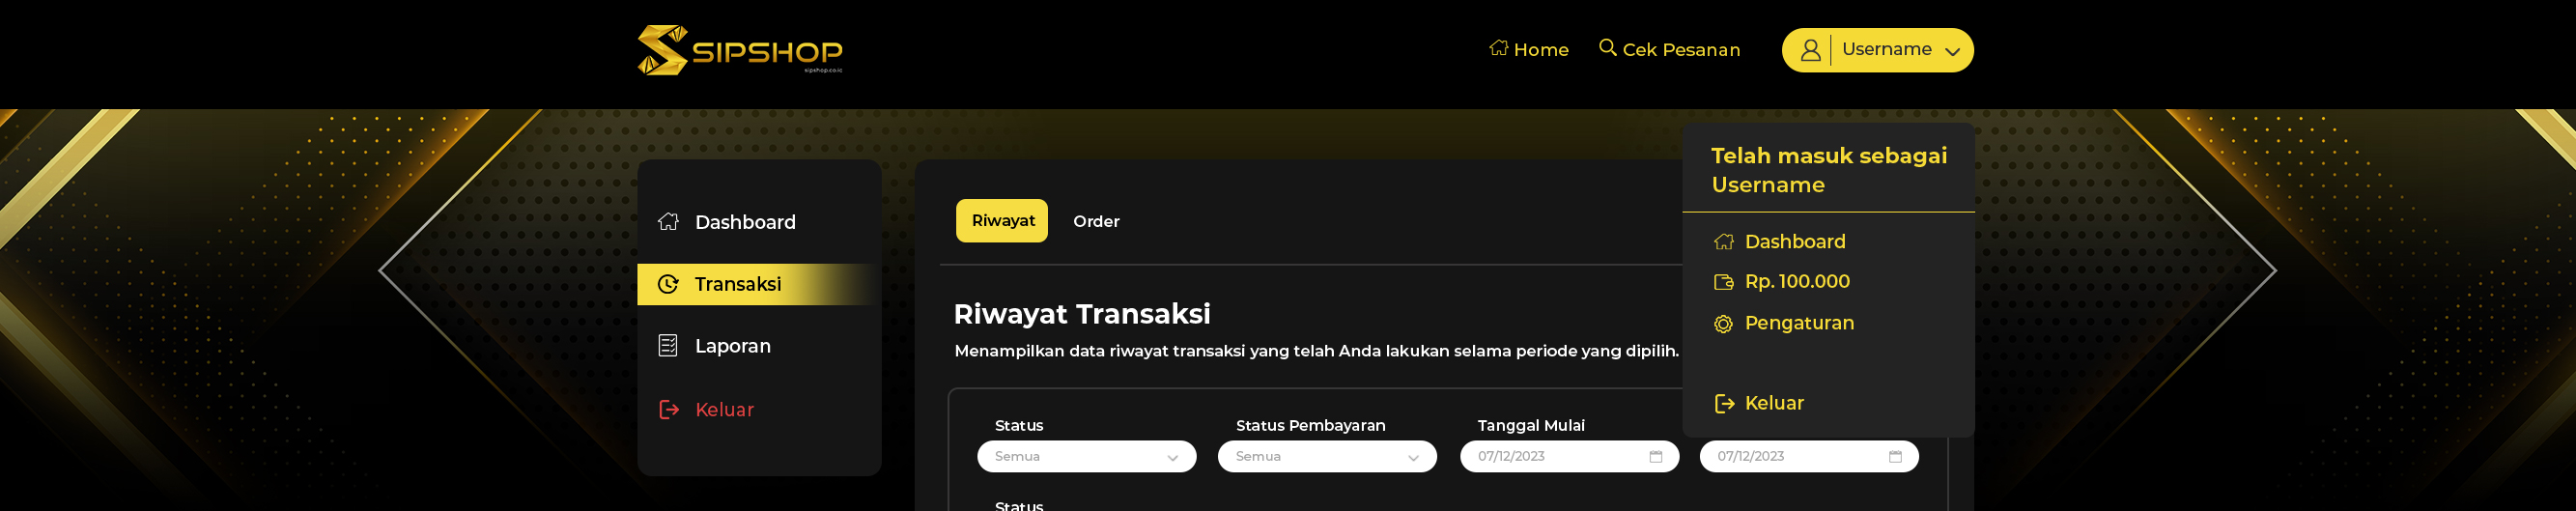 SIPSHOP
sipshop.co.id
Home
Cek Pesanan
Username
Telah masuk sebagai
Username
Dashboard
Rp. 100.000
Pengaturan
Keluar
Dashboard
Transaksi
Laporan
Keluar
Riwayat
Order
Riwayat Transaksi
Menampilkan data riwayat transaksi yang telah Anda lakukan selama periode yang dipilih.
Status
Status Pembayaran
Tanggal Mulai
Semua
Semua
07/12/2023
07/12/2023
Status